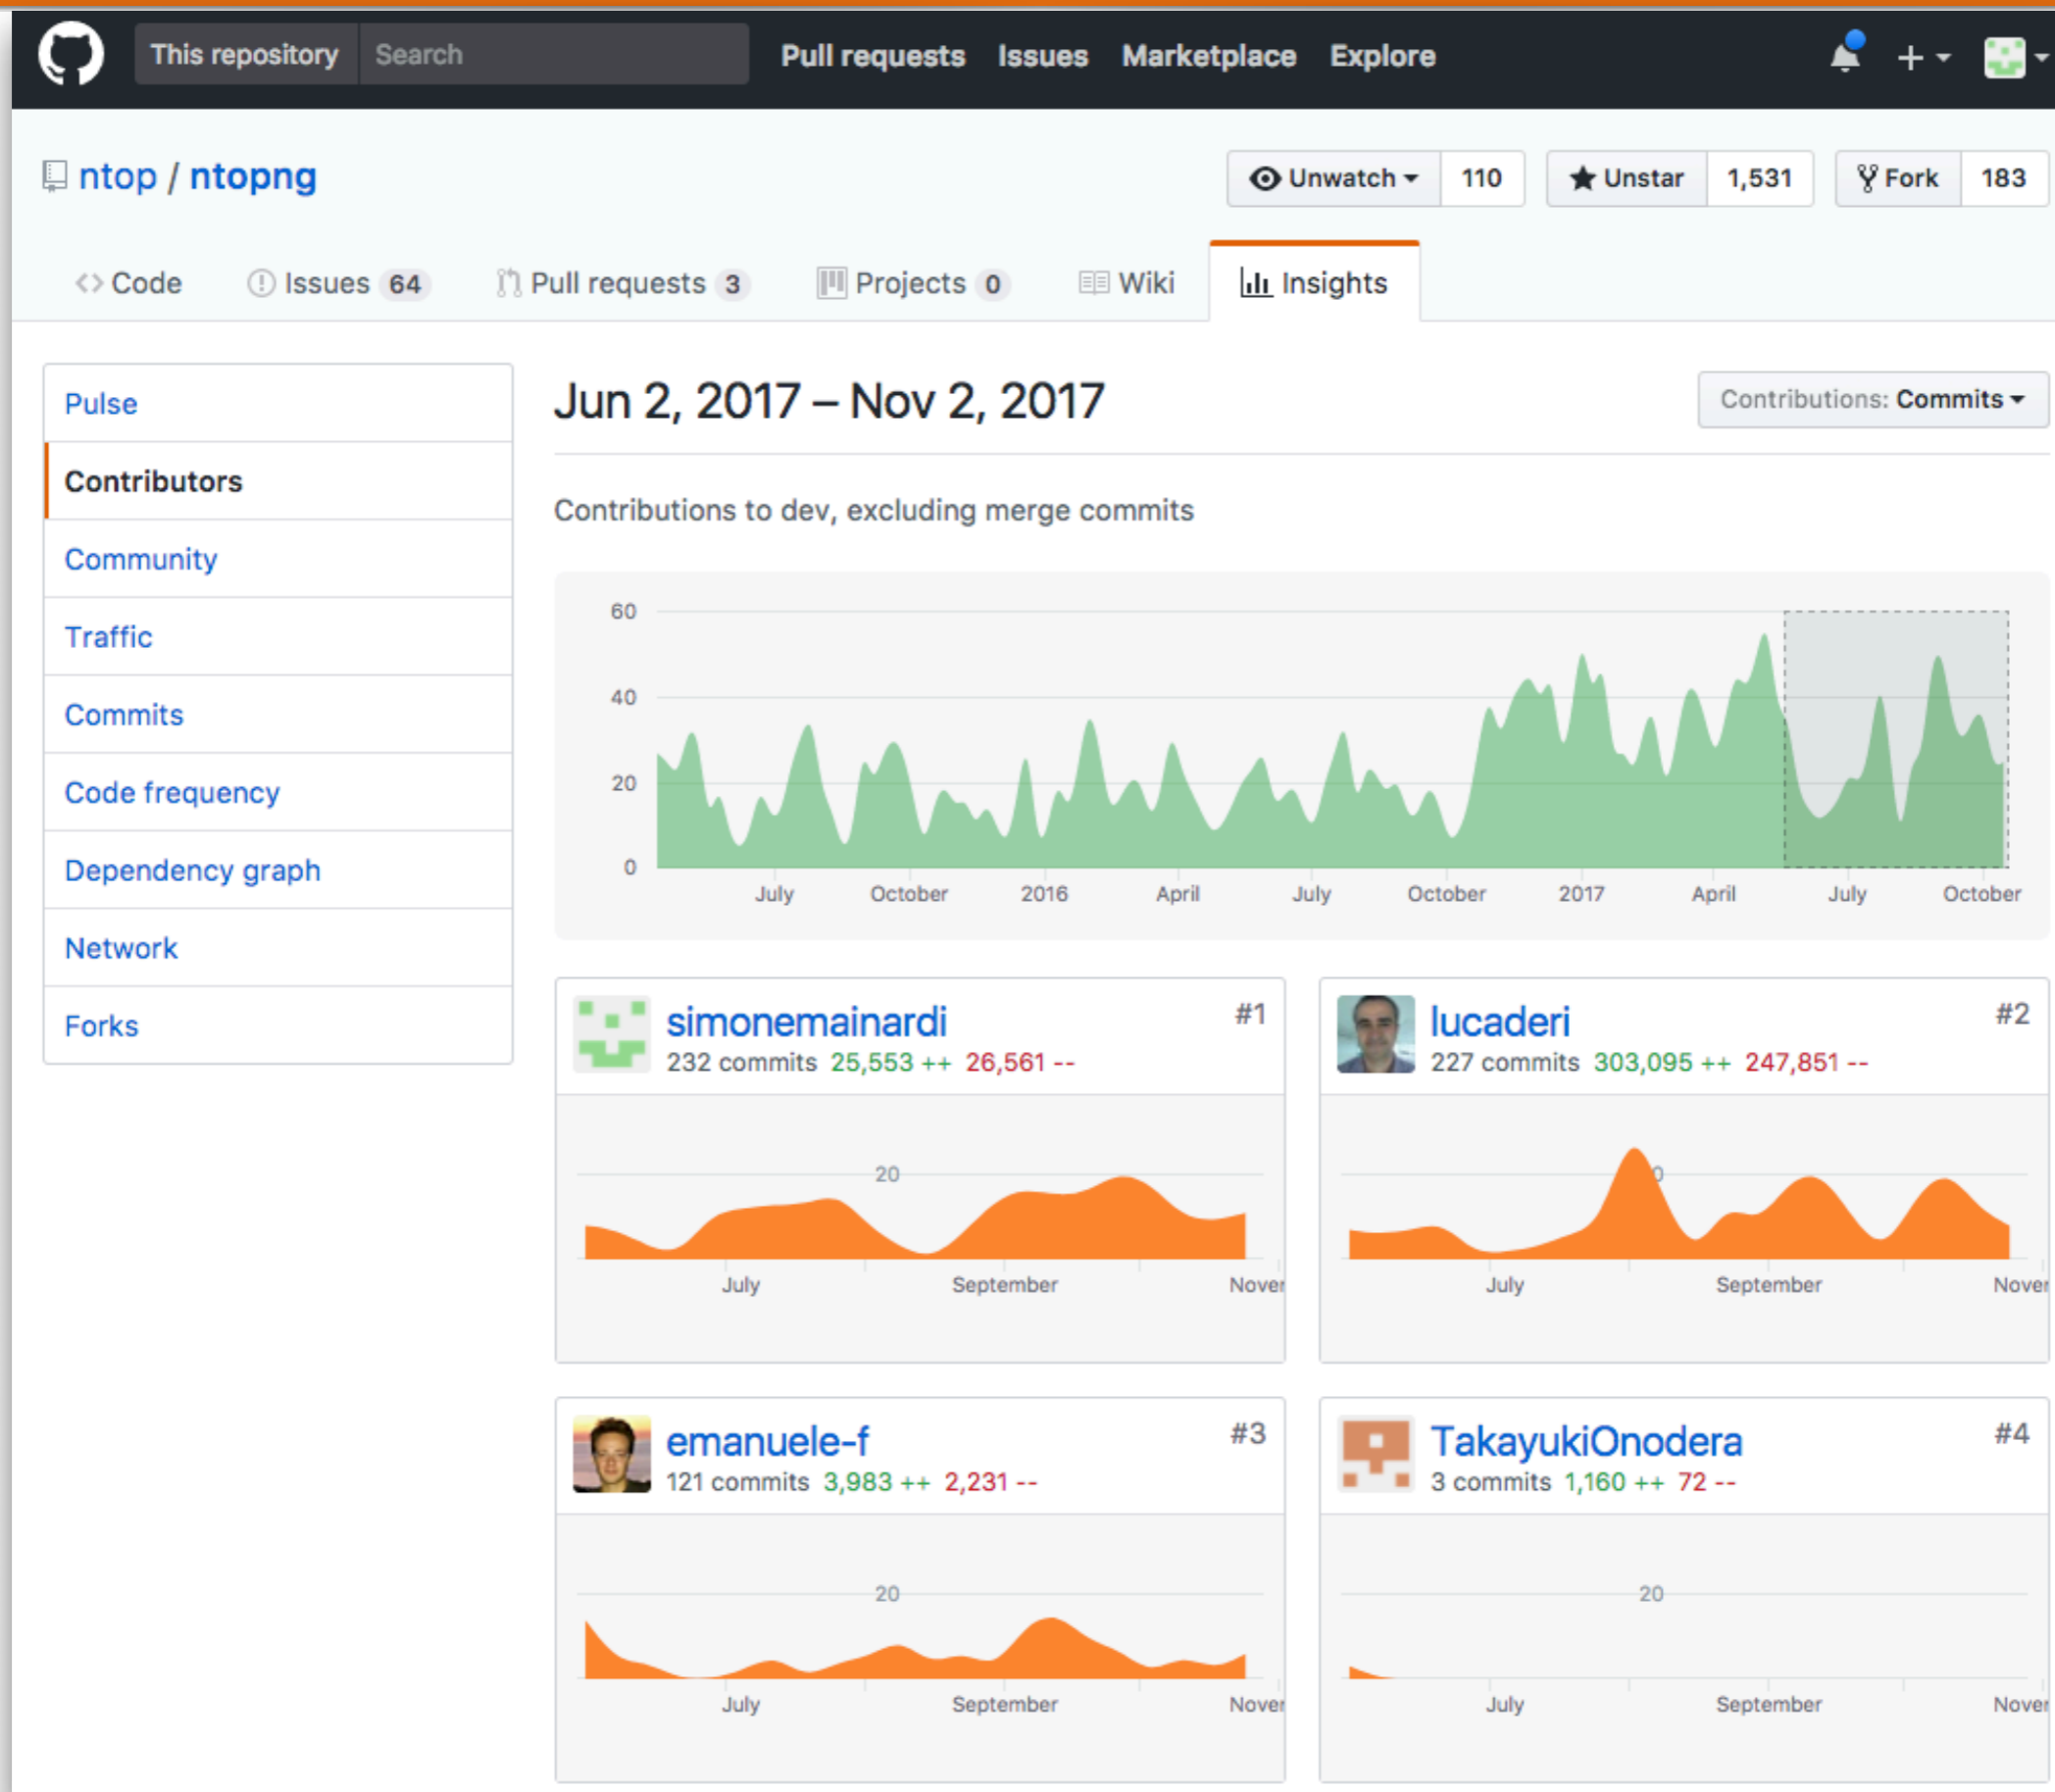 This repository Search Pull requests Issues Marketplace Explore
ntop / ntopng Unwatch 110 Unstar 1,531 Fork 183
Code Issues 64 Pull requests 3 Projects 0 Wiki Insights
Pulse
Contributors
Community
Traffic
Commits
Code frequency
Dependency graph
Network
Forks
Jun 2, 2017 – Nov 2, 2017 Contributions: Commits
Contributions to dev, excluding merge commits
60
40
20
0
July October 2016 April July October 2017 April July October
simonemainardi #1
232 commits 25,553 ++ 26,561 --
20
July September Nover
lucaderi #2
227 commits 303,095 ++ 247,851 --
0
July September Nover
emanuele-f #3
121 commits 3,983 ++ 2,231 --
20
July September Nover
TakayukiOnodera #4
3 commits 1,160 ++ 72 --
20
July September Nover